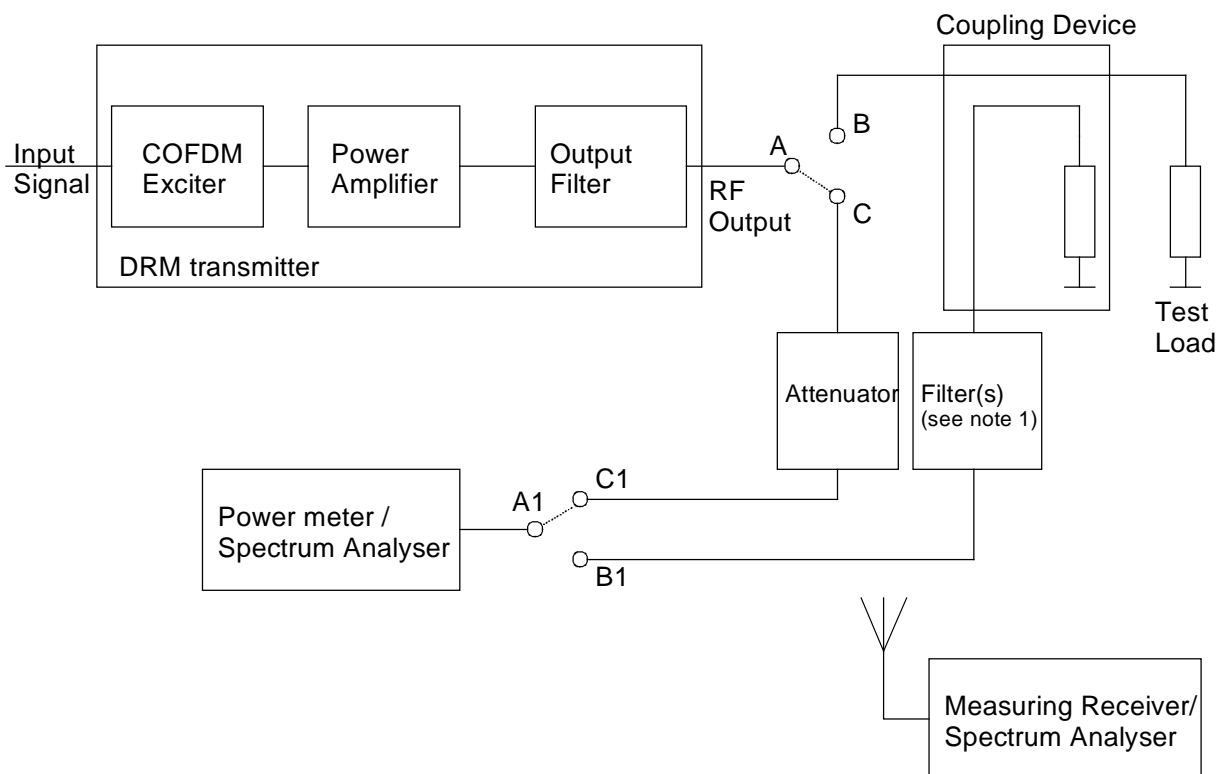 Coupling Device
Input
Signal
COFDM
Exciter
Power
Amplifier
Output
Filter
RF
Output
DRM transmitter
A
B
C
Test
Load
Attenuator
Filter(s)
(see note 1)
Power meter /
Spectrum Analyser
A1
C1
B1
Measuring Receiver/
Spectrum Analyser